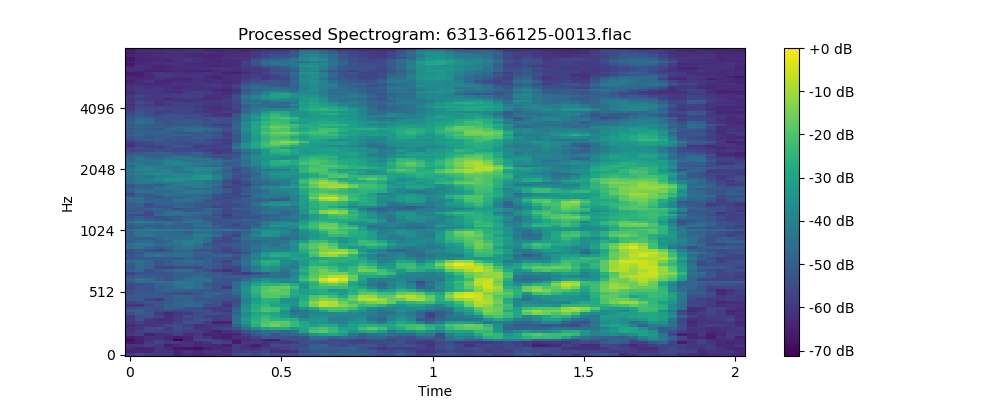 Processed Spectrogram: 6313-66125-0013.flac
Hz
4096
2048
1024
512
0
0
0.5
1
1.5
2
Time
+0 dB
-10 dB
-20 dB
-30 dB
-40 dB
-50 dB
-60 dB
-70 dB